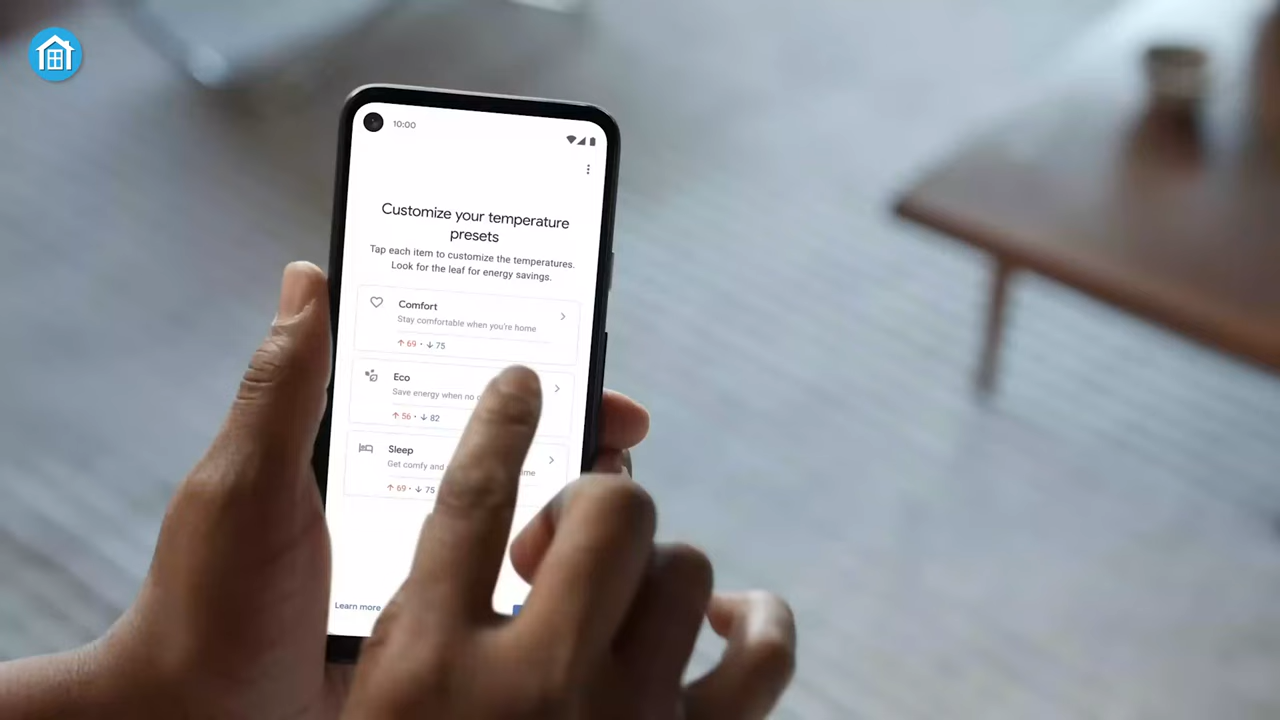 10:00
Customize your temperature
presets
Tap each item to customize the temperatures.
Look for the leaf for energy savings.
Comfort
Stay comfortable when you're home
↑ 69 • ↓ 75
Eco
Save energy when no
↑ 56 • ↓ 82
Sleep
Get comfy and
↑ 69 • ↓ 75
Learn more